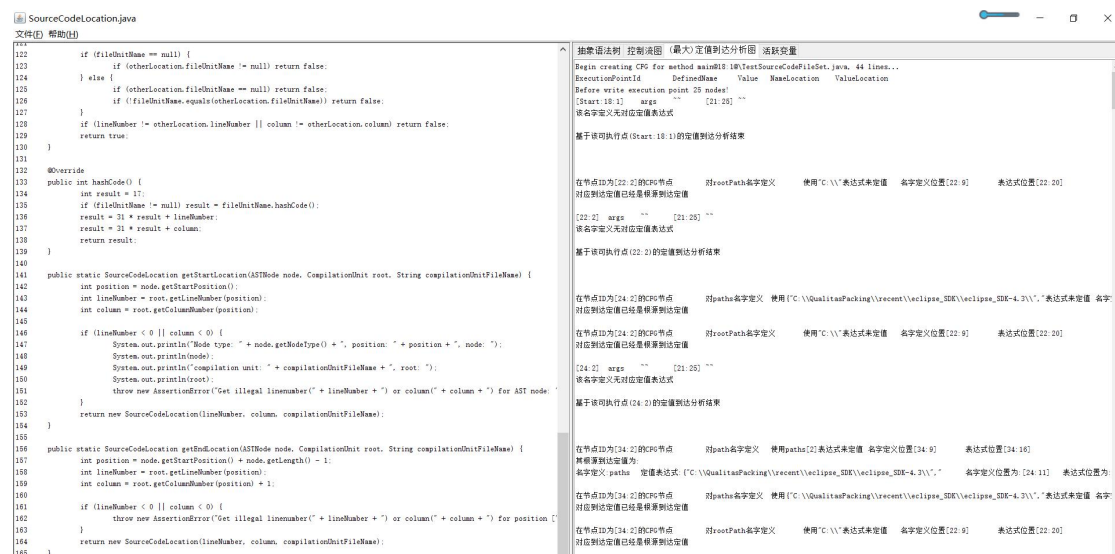 SourceCodeLocation.java
文件(F) 帮助(H)
122 if (fileUnitName == null) {
123 if (otherLocation.fileUnitName != null) return false;
124 } else {
125 if (otherLocation.fileUnitName == null) return false;
126 if (!fileUnitName.equals(otherLocation.fileUnitName)) return false;
127 }
128 if (lineNumber != otherLocation.lineNumber || column != otherLocation.column) return false;
129 return true;
130 }
131
132 @Override
133 public int hashCode() {
134 int result = 17;
135 if (fileUnitName != null) result = fileUnitName.hashCode();
136 result = 31 * result + lineNumber;
137 result = 31 * result + column;
138 return result;
139 }
140
141 public static SourceCodeLocation getStartLocation(ASTNode node, CompilationUnit root, String compilationUnitFileName) {
142 int position = node.getStartPosition();
143 int lineNumber = root.getLineNumber(position);
144 int column = root.getColumnNumber(position);
145
146 if (lineNumber < 0 || column < 0) {
147 System.out.println("Node type: " + node.getNodeType() + ", position: " + position + ", node: ");
148 System.out.println(node);
149 System.out.println("compilation unit: " + compilationUnitFileName + ", root: ");
150 System.out.println(root);
151 throw new AssertionError("Get illegal linenumber(" + lineNumber + ") or column(" + column + ") for AST node: "
152 }
153 return new SourceCodeLocation(lineNumber, column, compilationUnitFileName);
154 }
155
156 public static SourceCodeLocation getEndLocation(ASTNode node, CompilationUnit root, String compilationUnitFileName) {
157 int position = node.getStartPosition() + node.getLength() - 1;
158 int lineNumber = root.getLineNumber(position);
159 int column = root.getColumnNumber(position) + 1;
160
161 if (lineNumber < 0 || column < 0) {
162 throw new AssertionError("Get illegal linenumber(" + lineNumber + ") or column(" + column + ") for position ["
163 }
164 return new SourceCodeLocation(lineNumber, column, compilationUnitFileName);
165 }
抽象语法树 控制流图 (最大)定值到达分析图 活跃变量
Begin creating CFG for method main@18:1@\TestSourceCodeFileSet.java, 44 lines...
ExecutionPointId DefinedName Value NameLocation ValueLocation
Before write execution point 25 nodes!
[Start:18:1] args ~~ [21:25] ~~
该名字定义无对应定值表达式
基于该可执行点(Start:18:1)的定值到达分析结束
在节点ID为[22:2]的CFG节点 对rootPath名字定义 使用"C:\\"表达式来定值 名字定义位置[22:9] 表达式位置[22:20]
对应到达定值已经是根源到达定值
[22:2] args ~~ [21:25] ~~
该名字定义无对应定值表达式
基于该可执行点(22:2)的定值到达分析结束
在节点ID为[24:2]的CFG节点 对paths名字定义 使用{"C:\\QualitasPacking\\recent\\eclipse_SDK\\eclipse_SDK-4.3\\","表达式来定值 名字
对应到达定值已经是根源到达定值
在节点ID为[24:2]的CFG节点 对rootPath名字定义 使用"C:\\"表达式来定值 名字定义位置[22:9] 表达式位置[22:20]
对应到达定值已经是根源到达定值
[24:2] args ~~ [21:25] ~~
该名字定义无对应定值表达式
基于该可执行点(24:2)的定值到达分析结束
在节点ID为[34:2]的CFG节点 对path名字定义 使用paths[2]表达式来定值 名字定义位置[34:9] 表达式位置[34:16]
其根源到达定值为:
名字定义:paths 定值表达式:{"C:\\QualitasPacking\\recent\\eclipse_SDK\\eclipse_SDK-4.3\\"," 名字定义位置为:[24:11] 表达式位置为:
在节点ID为[34:2]的CFG节点 对paths名字定义 使用{"C:\\QualitasPacking\\recent\\eclipse_SDK\\eclipse_SDK-4.3\\","表达式来定值 名字
对应到达定值已经是根源到达定值
在节点ID为[34:2]的CFG节点 对rootPath名字定义 使用"C:\\"表达式来定值 名字定义位置[22:9] 表达式位置[22:20]
对应到达定值已经是根源到达定值